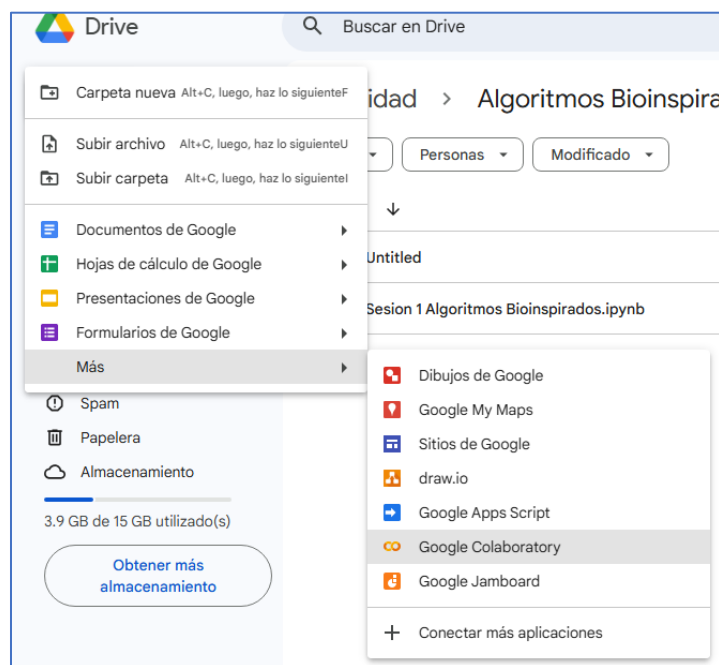 Drive
Buscar en Drive
Carpeta nueva Alt+C, luego, haz lo siguienteF
Subir archivo Alt+C, luego, haz lo siguienteU
Subir carpeta Alt+C, luego, haz lo siguienteI
Documentos de Google
Hojas de cálculo de Google
Presentaciones de Google
Formularios de Google
Más
idad > Algoritmos Bioinspira
Personas
Modificado
Untitled
Sesion 1 Algoritmos Bioinspirados.ipynb
Dibujos de Google
Google My Maps
Sitios de Google
draw.io
Google Apps Script
Google Colaboratory
Google Jamboard
Conectar más aplicaciones
Spam
Papelera
Almacenamiento
3.9 GB de 15 GB utilizado(s)
Obtener más
almacenamiento